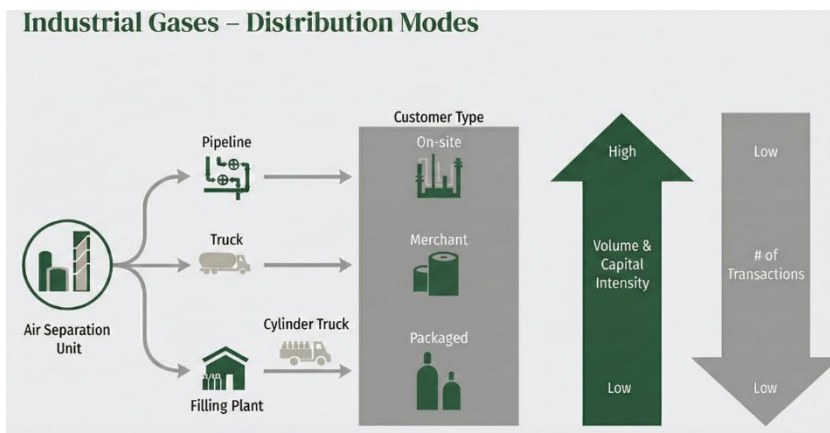 Industrial Gases – Distribution Modes
Customer Type
Pipeline
On-site
High
Low
Truck
Merchant
Volume &
Capital
Intensity
# of
Transactions
Air Separation
Unit
Cylinder Truck
Packaged
Filling Plant
Low
Low